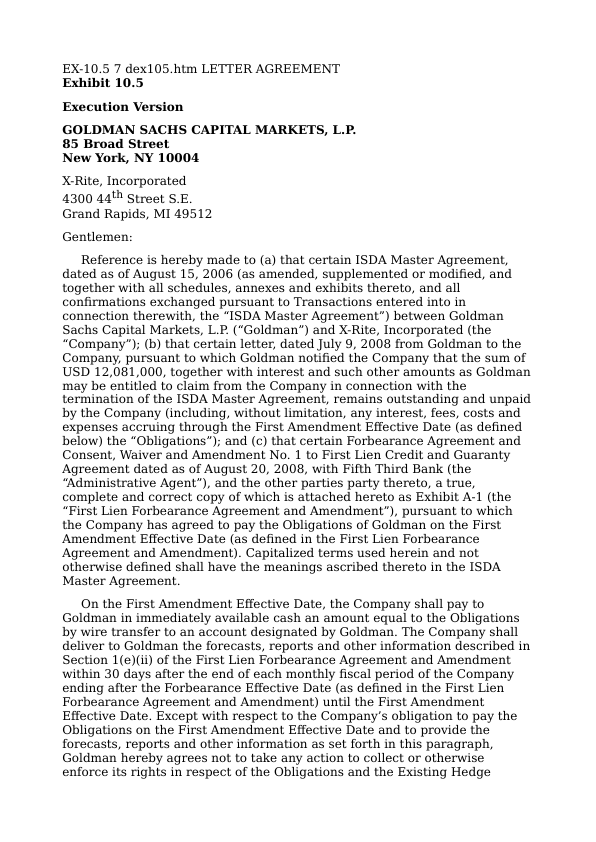 EX-10.5 7 dex105.htm LETTER AGREEMENT
Exhibit 10.5
Execution Version
GOLDMAN SACHS CAPITAL MARKETS, L.P.
85 Broad Street
New York, NY 10004
X-Rite, Incorporated
4300 44th Street S.E.
Grand Rapids, MI 49512
Gentlemen:
Reference is hereby made to (a) that certain ISDA Master Agreement,
dated as of August 15, 2006 (as amended, supplemented or modified, and
together with all schedules, annexes and exhibits thereto, and all
confirmations exchanged pursuant to Transactions entered into in
connection therewith, the “ISDA Master Agreement”) between Goldman
Sachs Capital Markets, L.P. (“Goldman”) and X-Rite, Incorporated (the
“Company”); (b) that certain letter, dated July 9, 2008 from Goldman to the
Company, pursuant to which Goldman notified the Company that the sum of
USD 12,081,000, together with interest and such other amounts as Goldman
may be entitled to claim from the Company in connection with the
termination of the ISDA Master Agreement, remains outstanding and unpaid
by the Company (including, without limitation, any interest, fees, costs and
expenses accruing through the First Amendment Effective Date (as defined
below) the “Obligations”); and (c) that certain Forbearance Agreement and
Consent, Waiver and Amendment No. 1 to First Lien Credit and Guaranty
Agreement dated as of August 20, 2008, with Fifth Third Bank (the
“Administrative Agent”), and the other parties party thereto, a true,
complete and correct copy of which is attached hereto as Exhibit A-1 (the
“First Lien Forbearance Agreement and Amendment”), pursuant to which
the Company has agreed to pay the Obligations of Goldman on the First
Amendment Effective Date (as defined in the First Lien Forbearance
Agreement and Amendment). Capitalized terms used herein and not
otherwise defined shall have the meanings ascribed thereto in the ISDA
Master Agreement.
On the First Amendment Effective Date, the Company shall pay to
Goldman in immediately available cash an amount equal to the Obligations
by wire transfer to an account designated by Goldman. The Company shall
deliver to Goldman the forecasts, reports and other information described in
Section 1(e)(ii) of the First Lien Forbearance Agreement and Amendment
within 30 days after the end of each monthly fiscal period of the Company
ending after the Forbearance Effective Date (as defined in the First Lien
Forbearance Agreement and Amendment) until the First Amendment
Effective Date. Except with respect to the Company’s obligation to pay the
Obligations on the First Amendment Effective Date and to provide the
forecasts, reports and other information as set forth in this paragraph,
Goldman hereby agrees not to take any action to collect or otherwise
enforce its rights in respect of the Obligations and the Existing Hedge